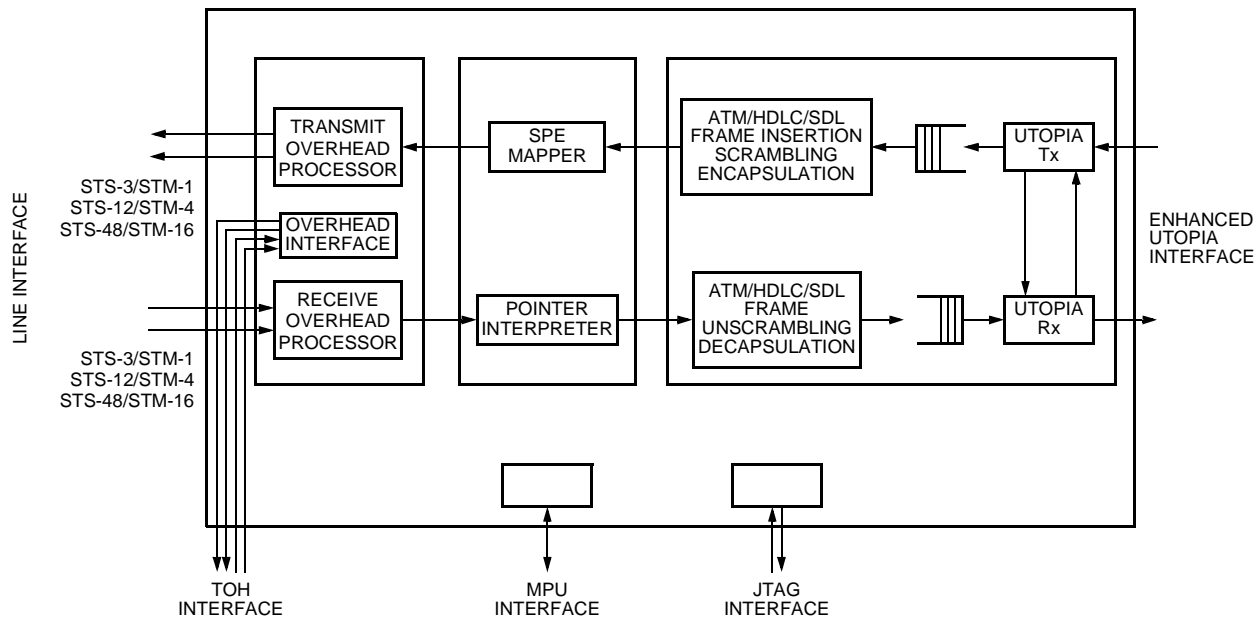 TRANSMIT
OVERHEAD
PROCESSOR
SPE
MAPPER
ATM/HDLC/SDL
FRAME INSERTION
SCRAMBLING
ENCAPSULATION
UTOPIA
Tx
STS-3/STM-1
STS-12/STM-4
STS-48/STM-16
OVERHEAD
INTERFACE
LINE INTERFACE
ENHANCED
UTOPIA
INTERFACE
RECEIVE
OVERHEAD
PROCESSOR
POINTER
INTERPRETER
ATM/HDLC/SDL
FRAME
UNSCRAMBLING
DECAPSULATION
UTOPIA
Rx
STS-3/STM-1
STS-12/STM-4
STS-48/STM-16
TOH
INTERFACE
MPU
INTERFACE
JTAG
INTERFACE